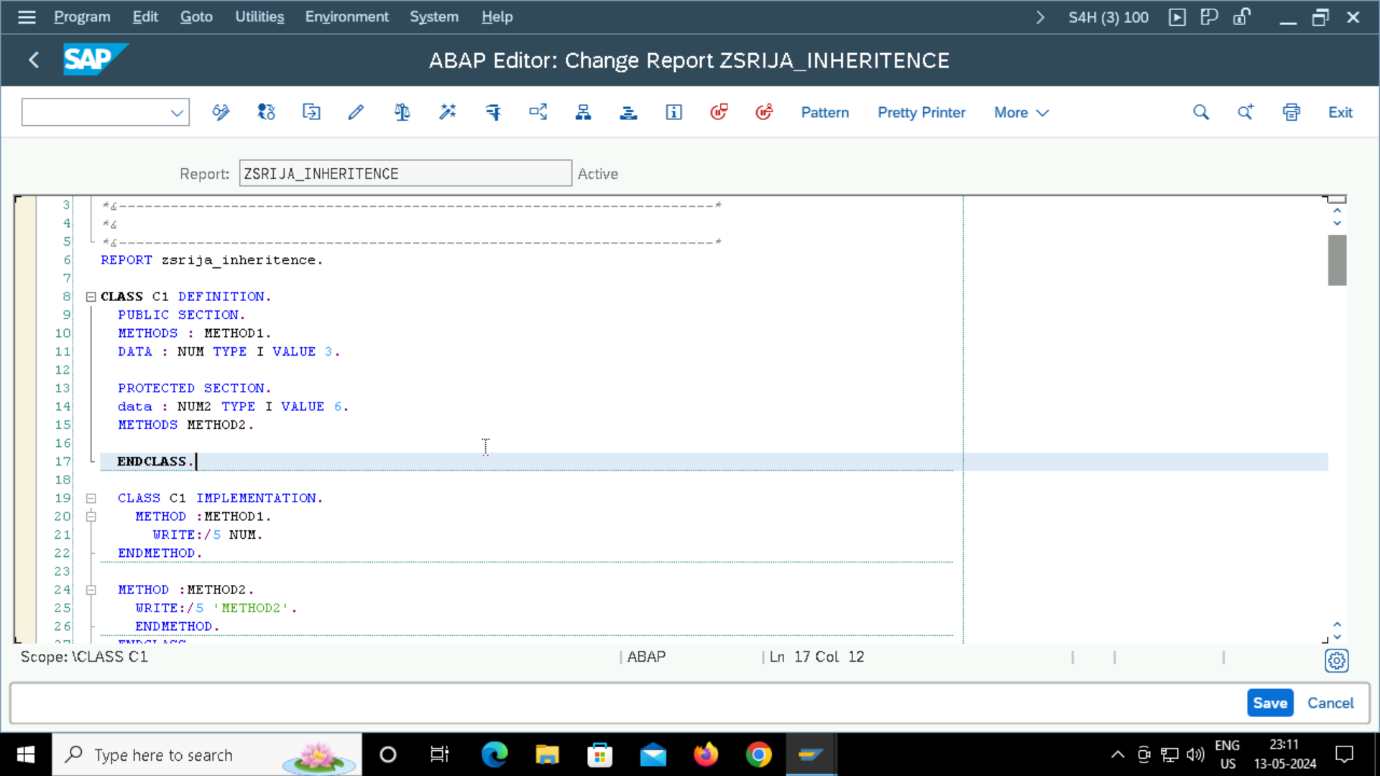 Program Edit Goto Utilities Environment System Help S4H (3) 100
SAP ABAP Editor: Change Report ZSRIJA_INHERITENCE
Pattern Pretty Printer More Exit
Report: ZSRIJA_INHERITENCE Active
3 *&---------------------------------------------------------------------*
4 *&
5 *&---------------------------------------------------------------------*
6 REPORT zsrija_inheritence.
7
8 CLASS C1 DEFINITION.
9 PUBLIC SECTION.
10 METHODS : METHOD1.
11 DATA : NUM TYPE I VALUE 3.
12
13 PROTECTED SECTION.
14 data : NUM2 TYPE I VALUE 6.
15 METHODS METHOD2.
16
17 ENDCLASS.
18
19 CLASS C1 IMPLEMENTATION.
20 METHOD :METHOD1.
21 WRITE:/5 NUM.
22 ENDMETHOD.
23
24 METHOD :METHOD2.
25 WRITE:/5 'METHOD2'.
26 ENDMETHOD.
27 ENDCLASS.
Scope: \CLASS C1 ABAP Ln 17 Col 12
Save Cancel
Type here to search ENG 23:11
US 13-05-2024